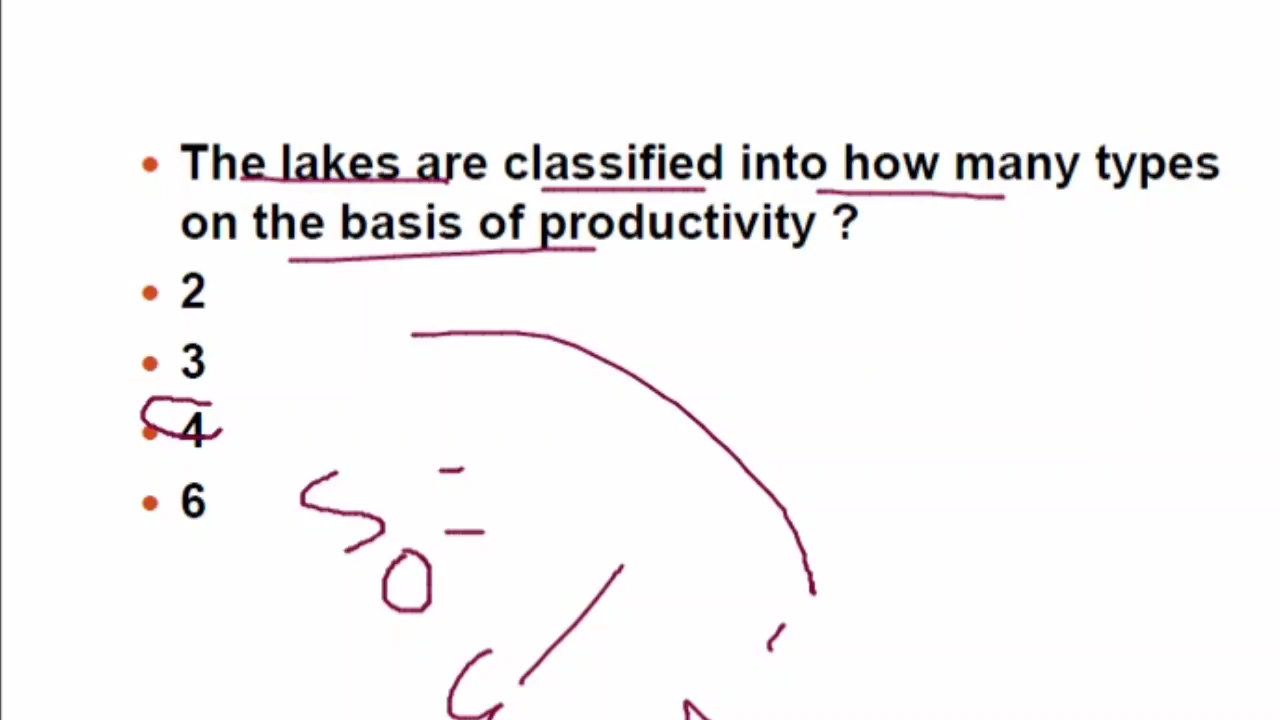 • The lakes are classified into how many types
on the basis of productivity ?
• 2
• 3
• 4
• 6
S
O